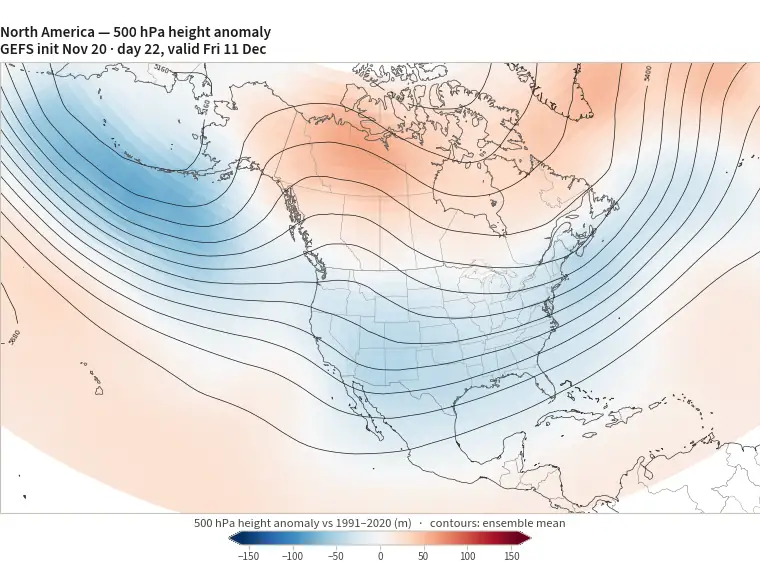 North America — 500 hPa height anomaly
GEFS init Nov 20 · day 22, valid Fri 11 Dec
5160
5160
5400
5880
500 hPa height anomaly vs 1991–2020 (m) · contours: ensemble mean
−150 −100 −50 0 50 100 150